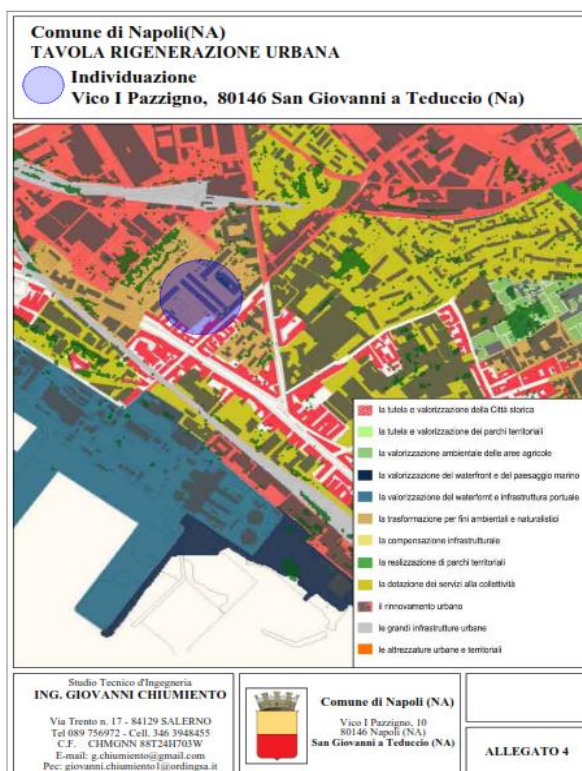 Comune di Napoli(NA)
TAVOLA RIGENERAZIONE URBANA
Individuazione
Vico I Pazzigno, 80146 San Giovanni a Teduccio (Na)
la tutela e valorizzazione della Città storica
la tutela e valorizzazione dei parchi territoriali
la valorizzazione ambientale delle aree agricole
la valorizzazione del waterfront e del paesaggio marino
la valorizzazione del waterfornt e infrastruttura portuale
la trasformazione per fini ambientali e naturalistici
la compensazione infrastrutturale
la realizzazione di parchi territoriali
la dotazione dei servizi alla collettività
il rinnovamento urbano
le grandi infrastrutture urbane
le attrezzature urbane e territoriali
Studio Tecnico d'Ingegneria
ING. GIOVANNI CHIUMIENTO
Via Trento n. 17 - 84129 SALERNO
Tel 089 756972 - Cell. 346 3948455
C.F. CHMGNN 88T24H703W
E-mail: g.chiumiento@gmail.com
Pec: giovanni.chiumiento1@ordingsa.it
Comune di Napoli (NA)
Vico I Pazzigno, 10
80146 Napoli (NA)
San Giovanni a Teduccio (NA)
ALLEGATO 4